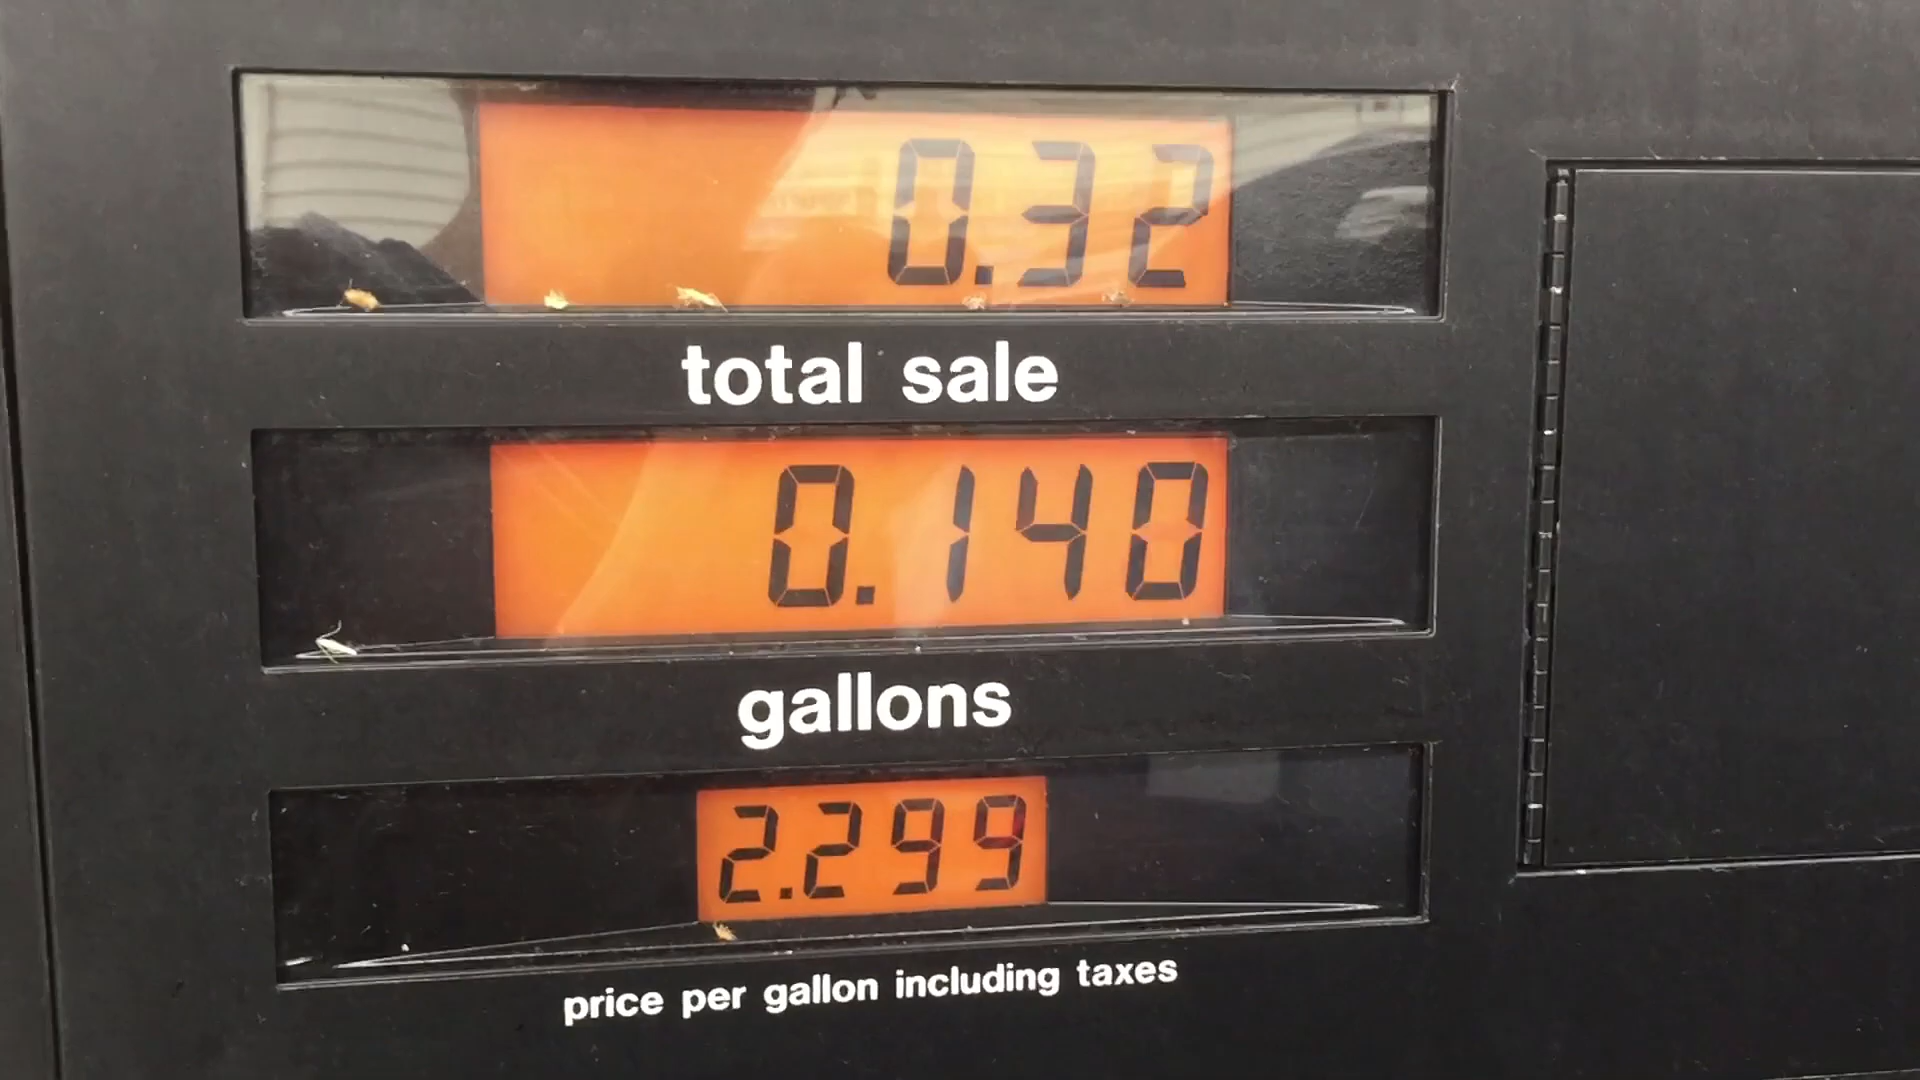 0.32
total sale
0.140
gallons
2.299
price per gallon including taxes